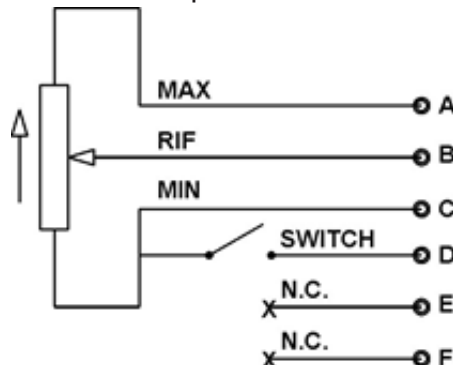 MAX A
RIF B
MIN C
SWITCH D
N.C. E
N.C. F